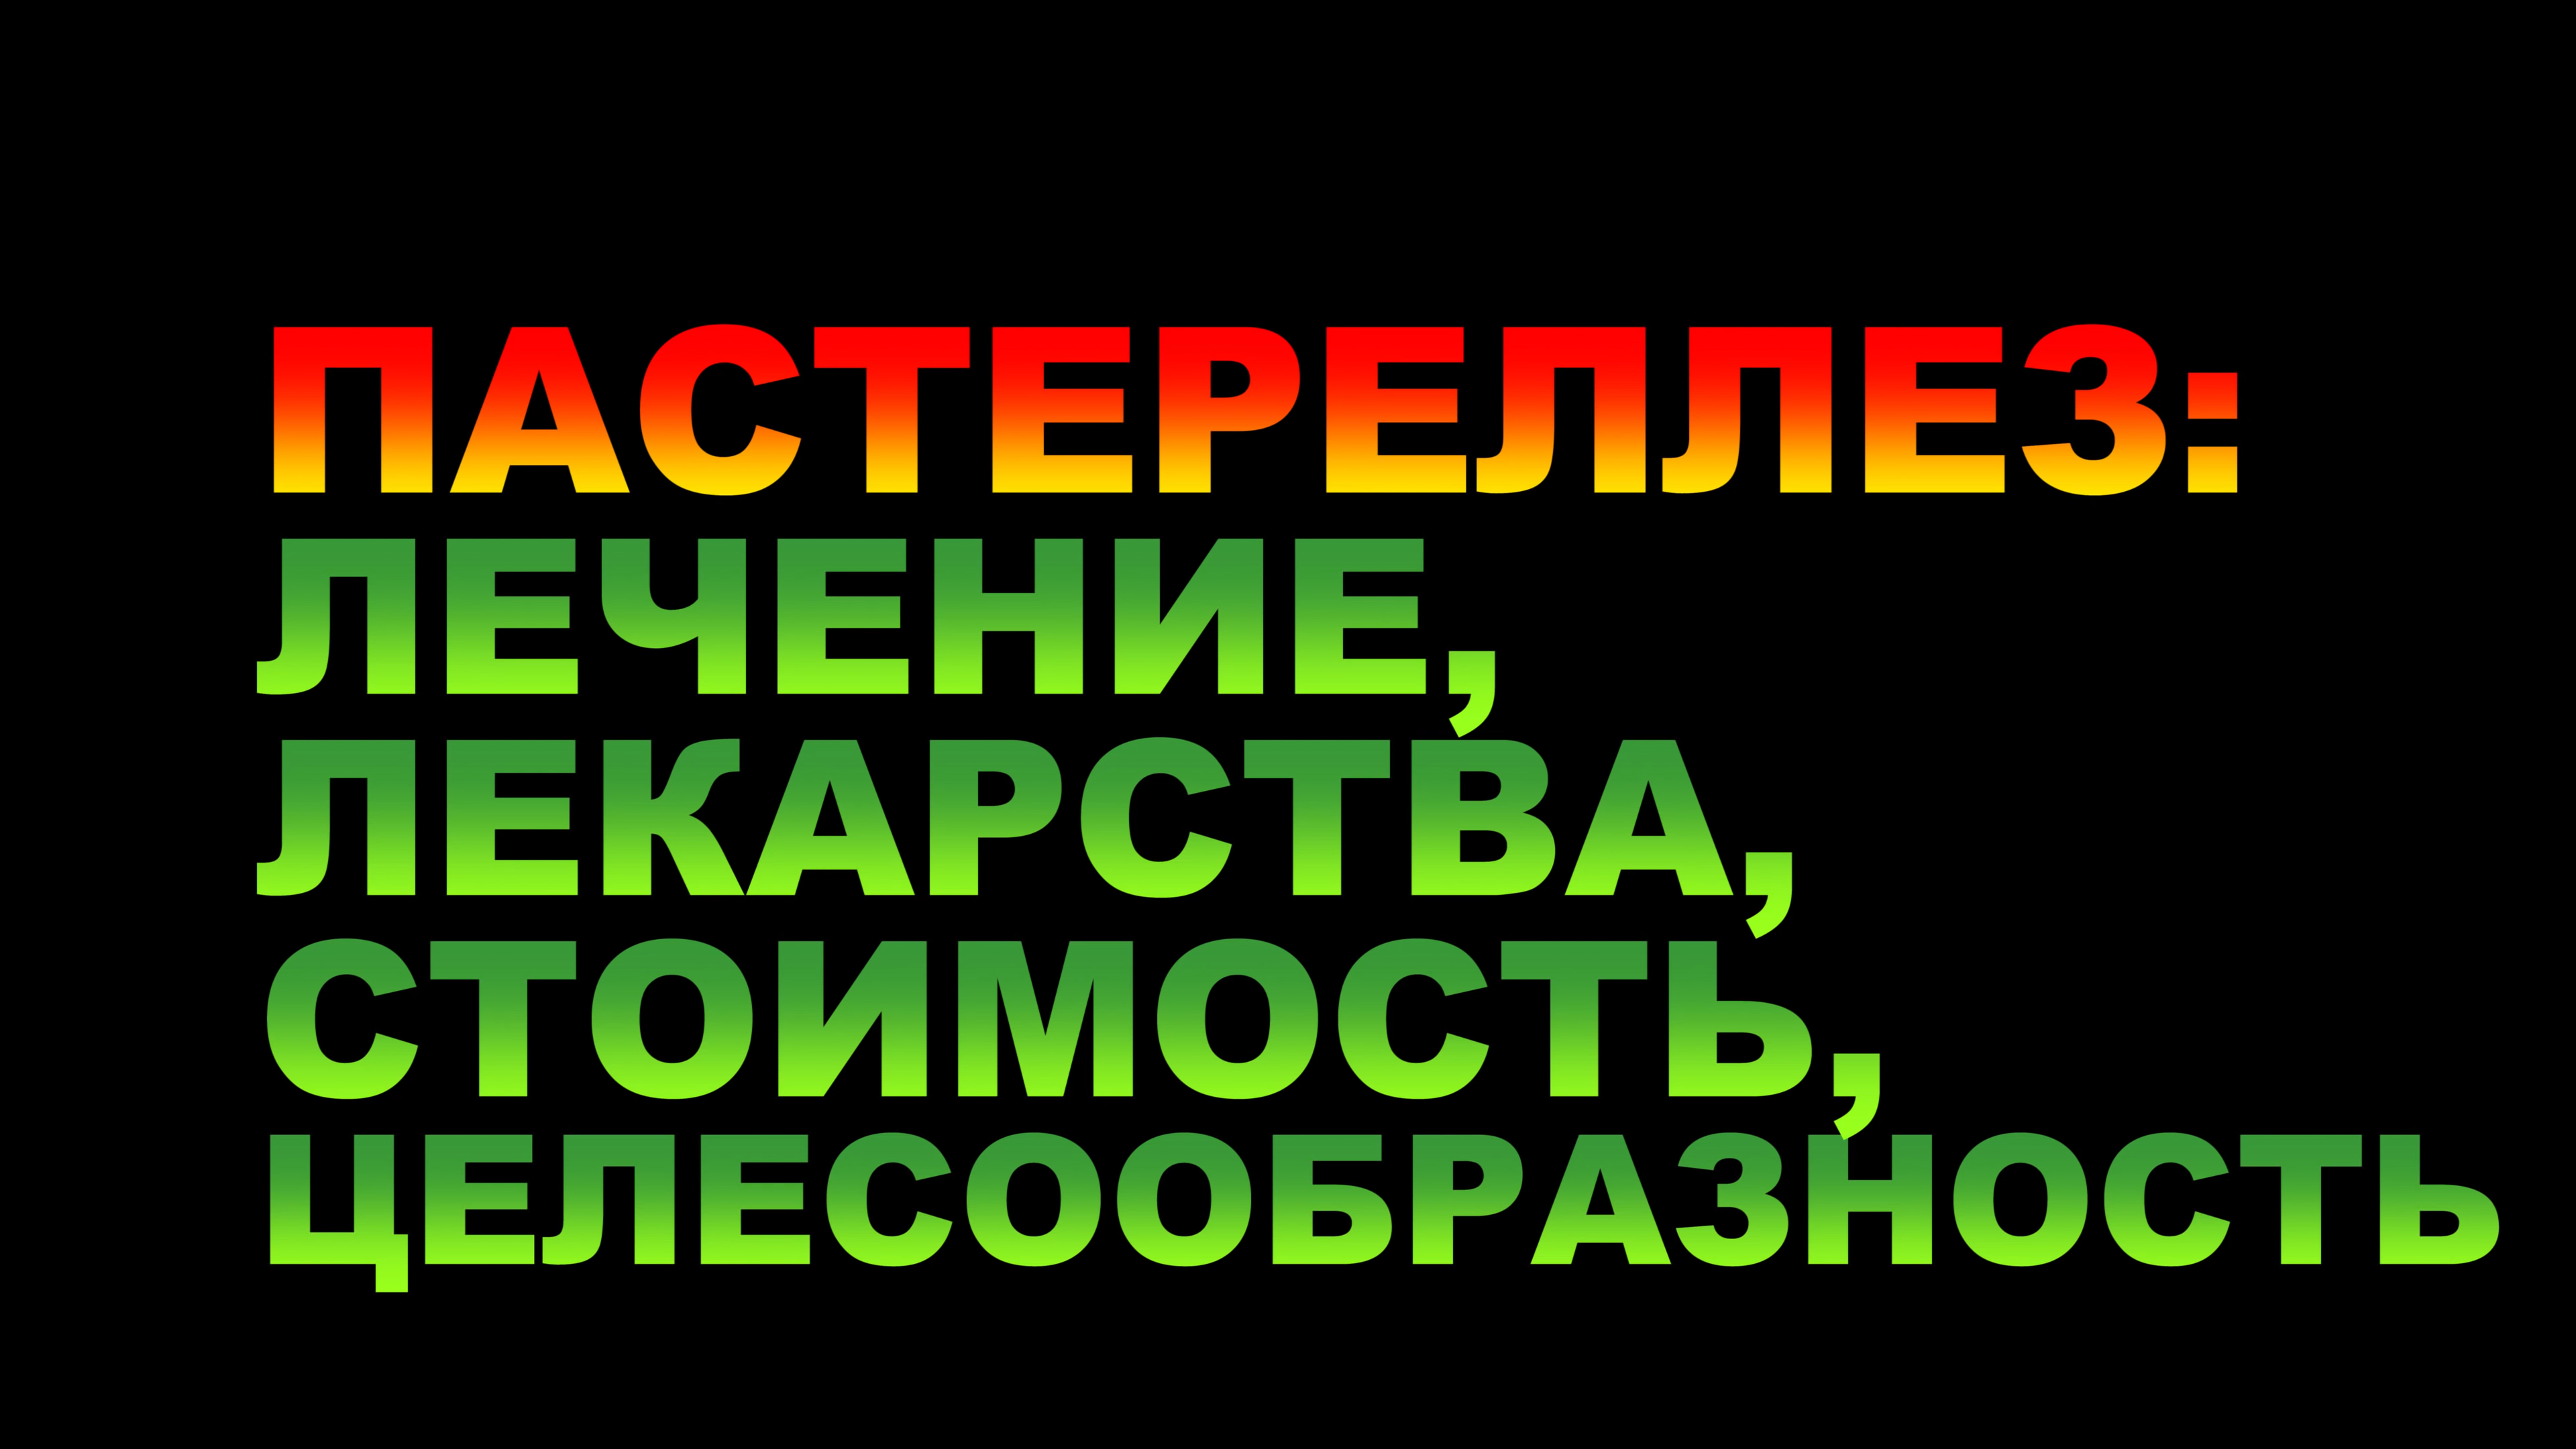 ПАСТЕРЕЛЛЕЗ:
ЛЕЧЕНИЕ,
ЛЕКАРСТВА,
СТОИМОСТЬ,
ЦЕЛЕСООБРАЗНОСТЬ